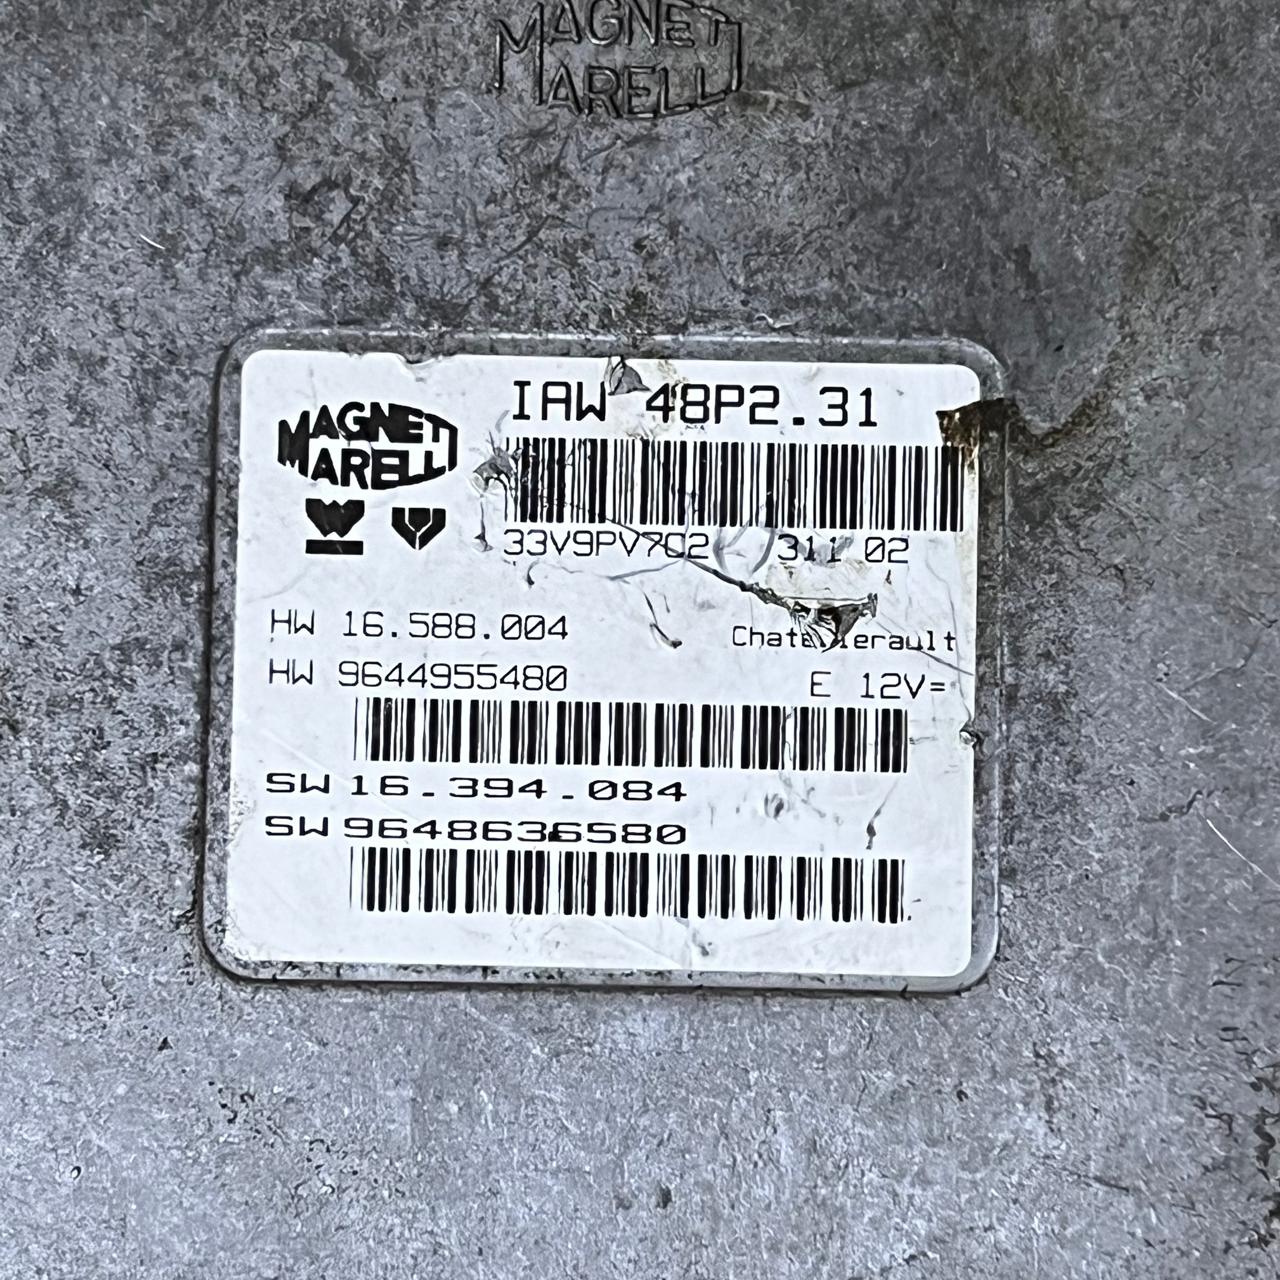 MAGNETI
MARELLI
IAW 48P2.31
MAGNETI
MARELLI
33V9PV7C2 311 02
HW 16.588.004
HW 9644955480
E 12V=
SW 16.394.084
SW 9648636580